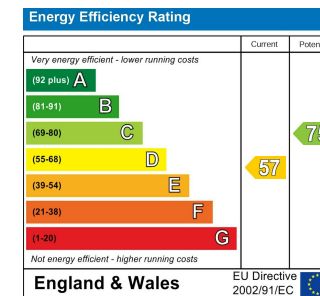 Energy Efficiency Rating
Current
Very energy efficient - lower running costs
(92 plus) A
(81-91) B
(69-80) C
(55-68) D
57
(39-54) E
(21-38) F
(1-20) G
Not energy efficient - higher running costs
England & Wales
EU Directive
2002/91/EC